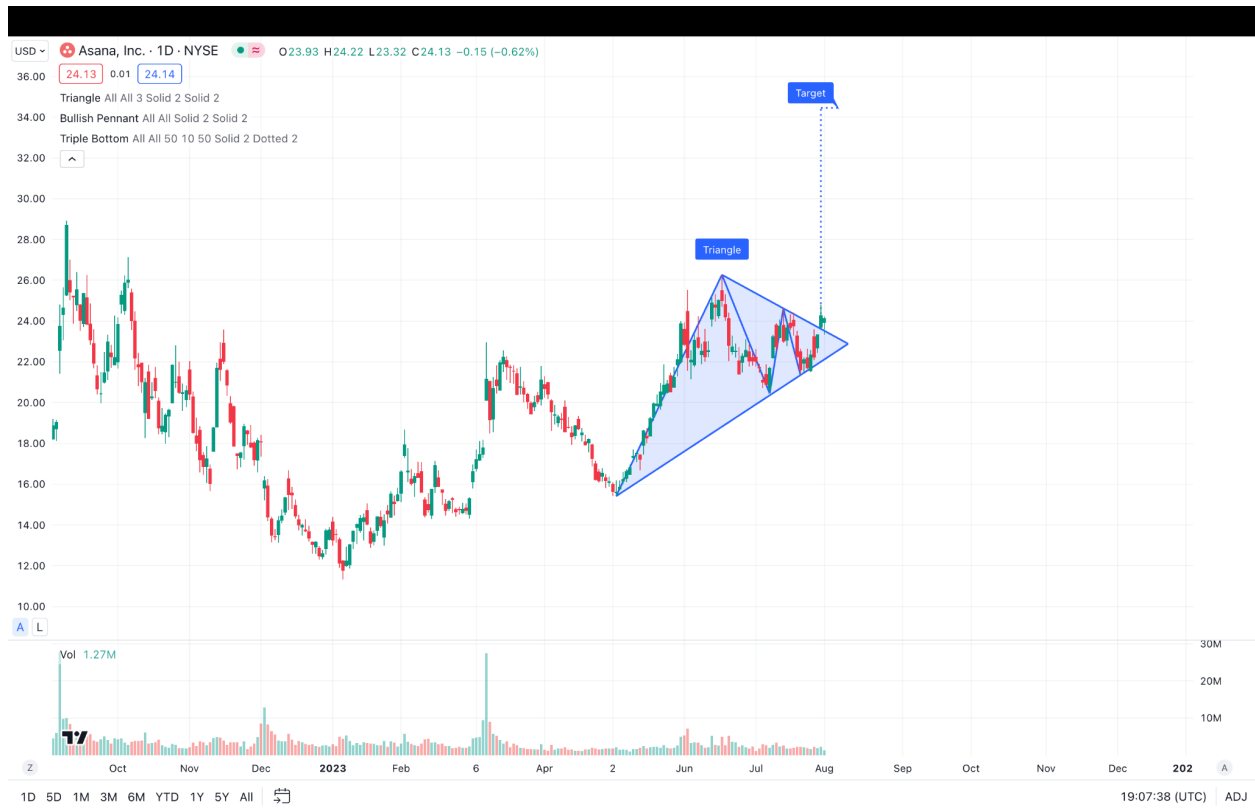 USD Asana, Inc. · 1D · NYSE O23.93 H24.22 L23.32 C24.13 −0.15 (−0.62%)
24.13 0.01 24.14
Triangle All All 3 Solid 2 Solid 2
Bullish Pennant All All Solid 2 Solid 2
Triple Bottom All All 50 10 50 Solid 2 Dotted 2
36.00
34.00
32.00
30.00
28.00
26.00
24.00
22.00
20.00
18.00
16.00
14.00
12.00
10.00
Target
Triangle
A L
Vol 1.27M
30M
20M
10M
Z Oct Nov Dec 2023 Feb 6 Apr 2 Jun Jul Aug Sep Oct Nov Dec 202 A
1D 5D 1M 3M 6M YTD 1Y 5Y All 19:07:38 (UTC) ADJ